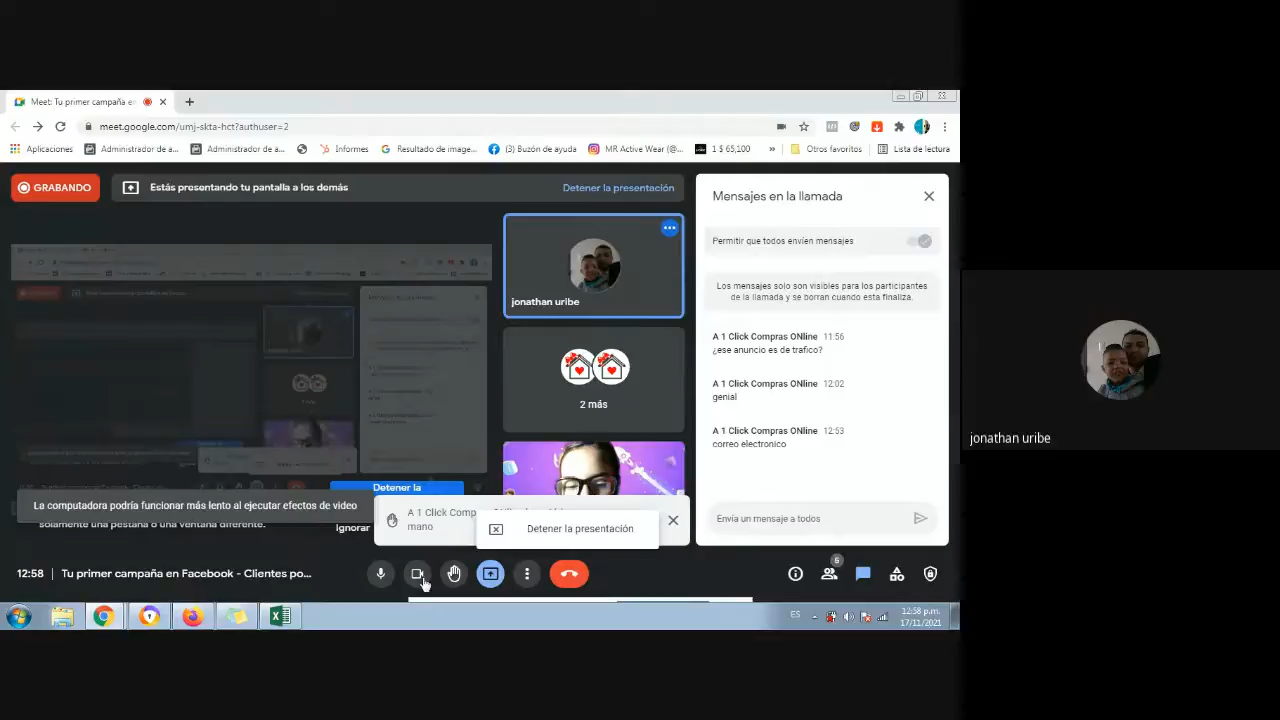 Meet: Tu primer campaña en
meet.google.com/umj-skta-hct?authuser=2
Aplicaciones
Administrador de a...
Administrador de a...
Informes
Resultado de image...
(3) Buzón de ayuda
MR Active Wear (@...
1 $ 65,100
»
Otros favoritos
Lista de lectura
GRABANDO
Estás presentando tu pantalla a los demás
Detener la presentación
Mensajes en la llamada
Permitir que todos envíen mensajes
Los mensajes solo son visibles para los participantes
de la llamada y se borran cuando esta finaliza.
A 1 Click Compras ONline 11:56
¿ese anuncio es de trafico?
A 1 Click Compras ONline 12:02
genial
A 1 Click Compras ONline 12:53
correo electronico
Envía un mensaje a todos
jonathan uribe
2 más
Detener la
La computadora podría funcionar más lento al ejecutar efectos de video
solamente una pestaña o una ventana diferente.
Ignorar
A 1 Click Comp
mano
Detener la presentación
12:58 | Tu primer campaña en Facebook - Clientes po...
5
ES
12:58 p.m.
17/11/2021
jonathan uribe